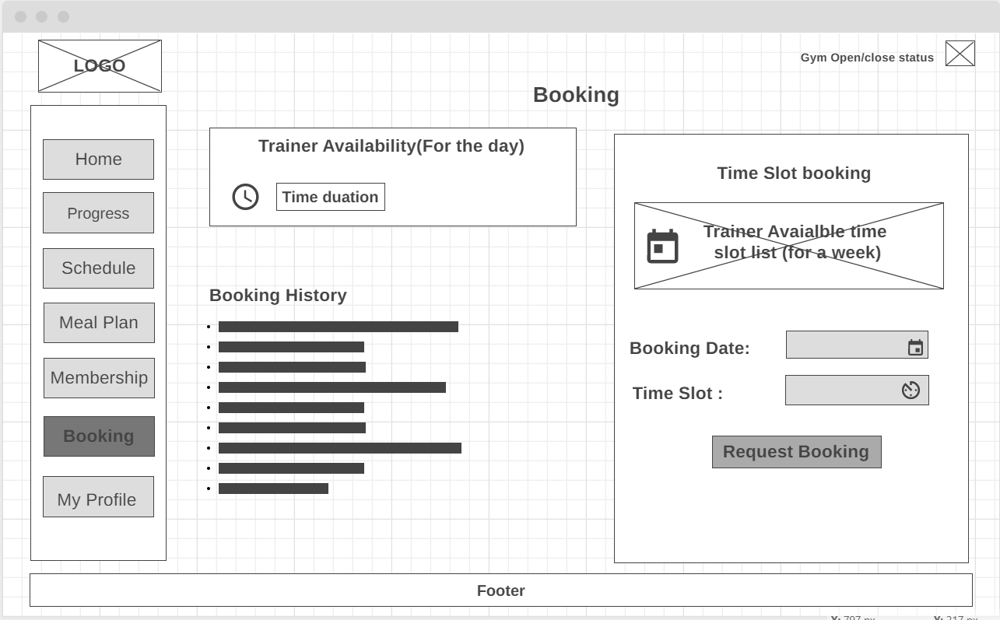 LOGO
Gym Open/close status
Booking
Home
Progress
Schedule
Meal Plan
Membership
Booking
My Profile
Trainer Availability(For the day)
Time duation
Booking History
Time Slot booking
Trainer Avaialble time
slot list (for a week)
Booking Date:
Time Slot :
Request Booking
Footer
X: 797 px
Y: 217 px